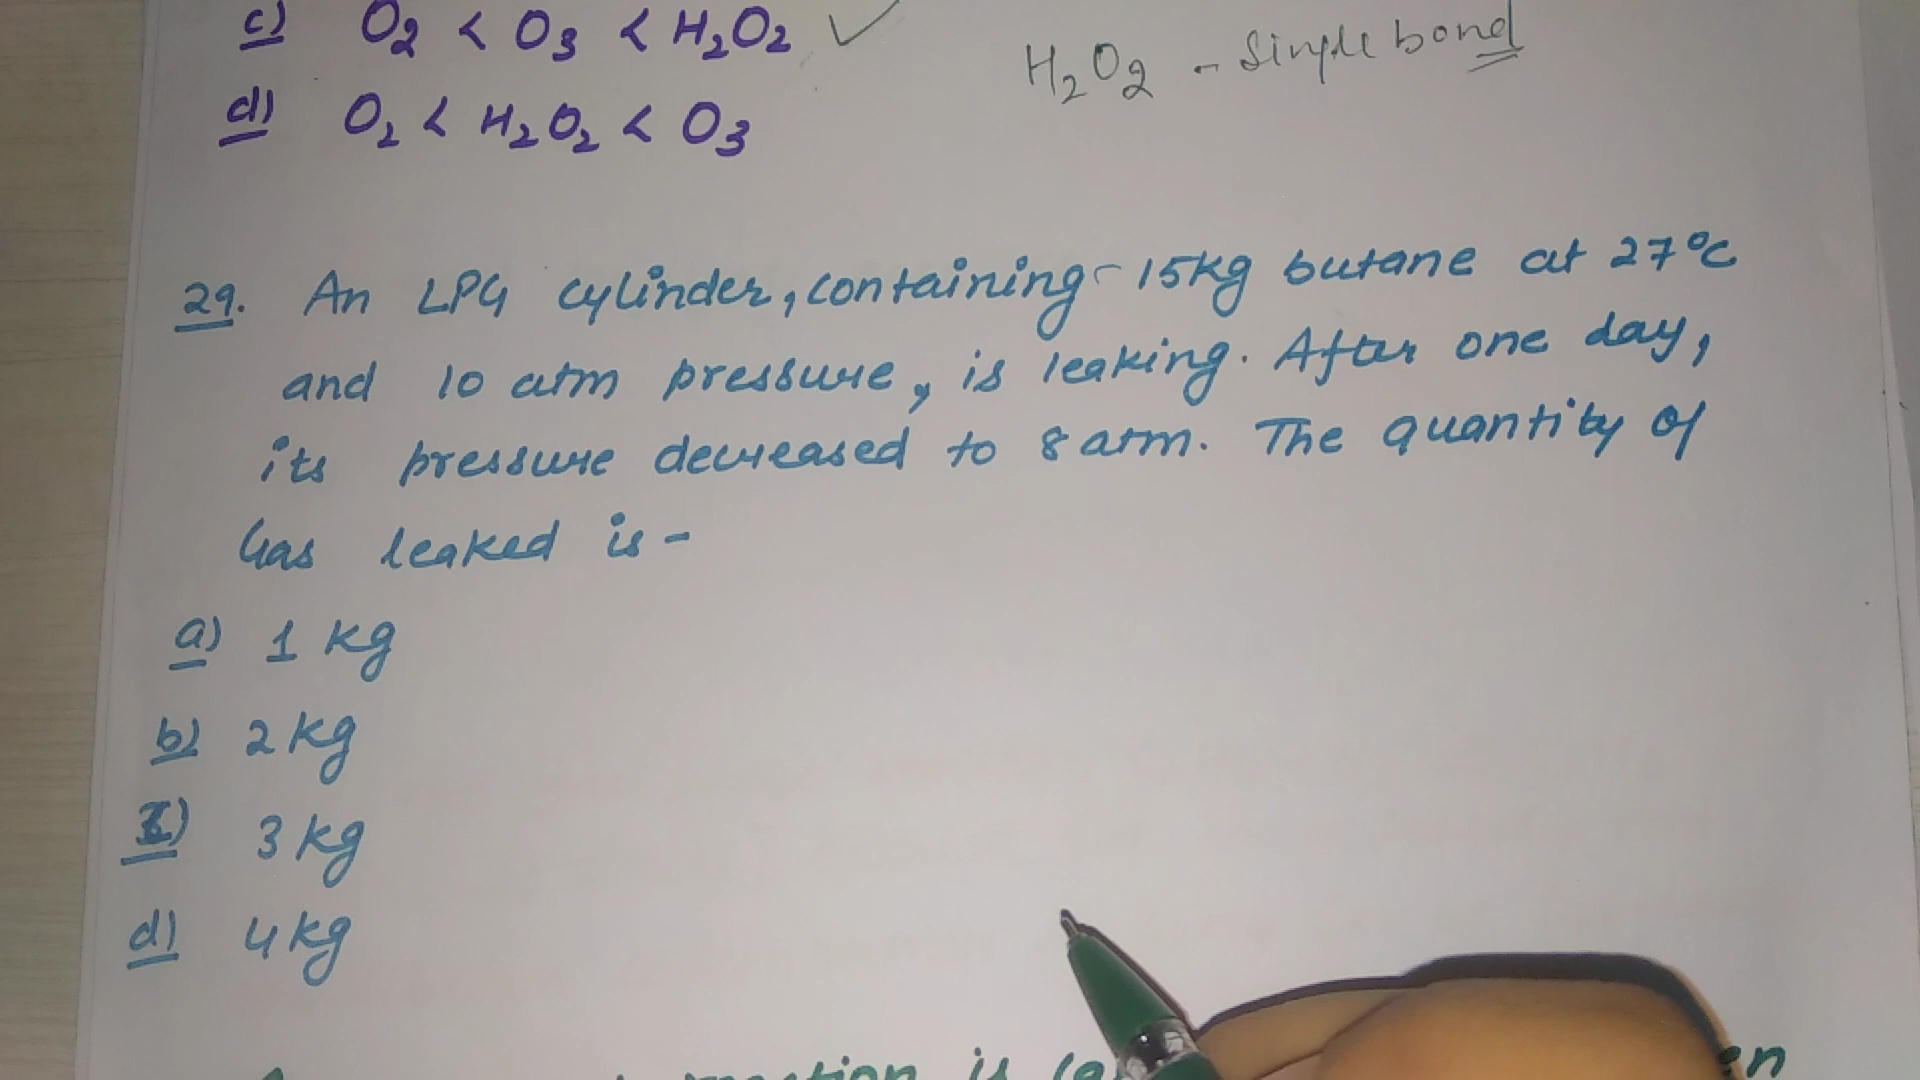 c) O₂ < O₃ < H₂O₂ ✓
H₂O₂ - Single bond
d) O₂ < H₂O₂ < O₃
29. An LPG cylinder, containing 15kg butane at 27°C
and 10 atm pressure, is leaking. After one day,
its pressure decreased to 8 atm. The quantity of
Gas leaked is -
a) 1 kg
b) 2 kg
c) 3 kg
d) 4 kg
is